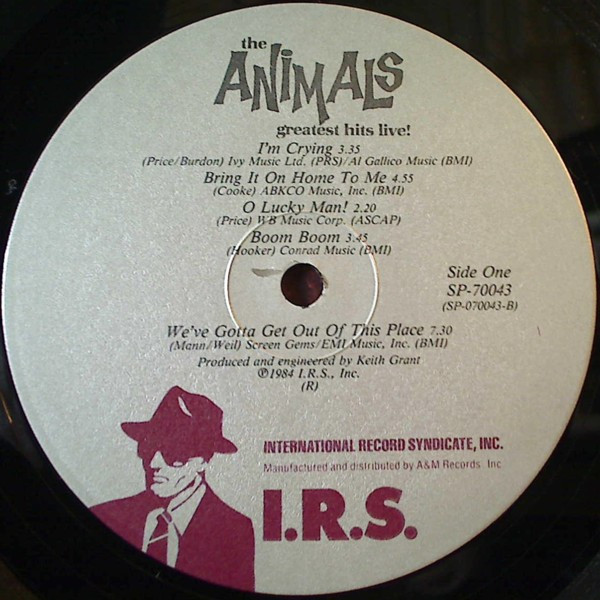 the
ANIMALS
greatest hits live!
I'm Crying 3.35
(Price/Burdon) Ivy Music Ltd. (PRS)/Al Gallico Music (BMI)
Bring It On Home To Me 4.55
(Cooke) ABKCO Music, Inc. (BMI)
O Lucky Man! 2.20
(Price) WB Music Corp. (ASCAP)
Boom Boom 3.45
(Hooker) Conrad Music (BMI)
Side One
SP-70043
(SP-070043-B)
We've Gotta Get Out Of This Place 7.30
(Mann/Weil) Screen Gems/EMI Music, Inc. (BMI)
Produced and engineered by Keith Grant
℗1984 I.R.S., Inc.
(R)
INTERNATIONAL RECORD SYNDICATE, INC.
Manufactured and distributed by A&M Records. Inc
I.R.S.